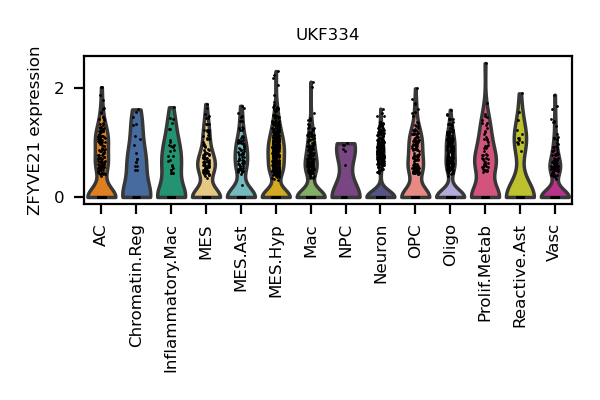 UKF334
ZFYVE21 expression
2
0
AC
Chromatin.Reg
Inflammatory.Mac
MES
MES.Ast
MES.Hyp
Mac
NPC
Neuron
OPC
Oligo
Prolif.Metab
Reactive.Ast
Vasc